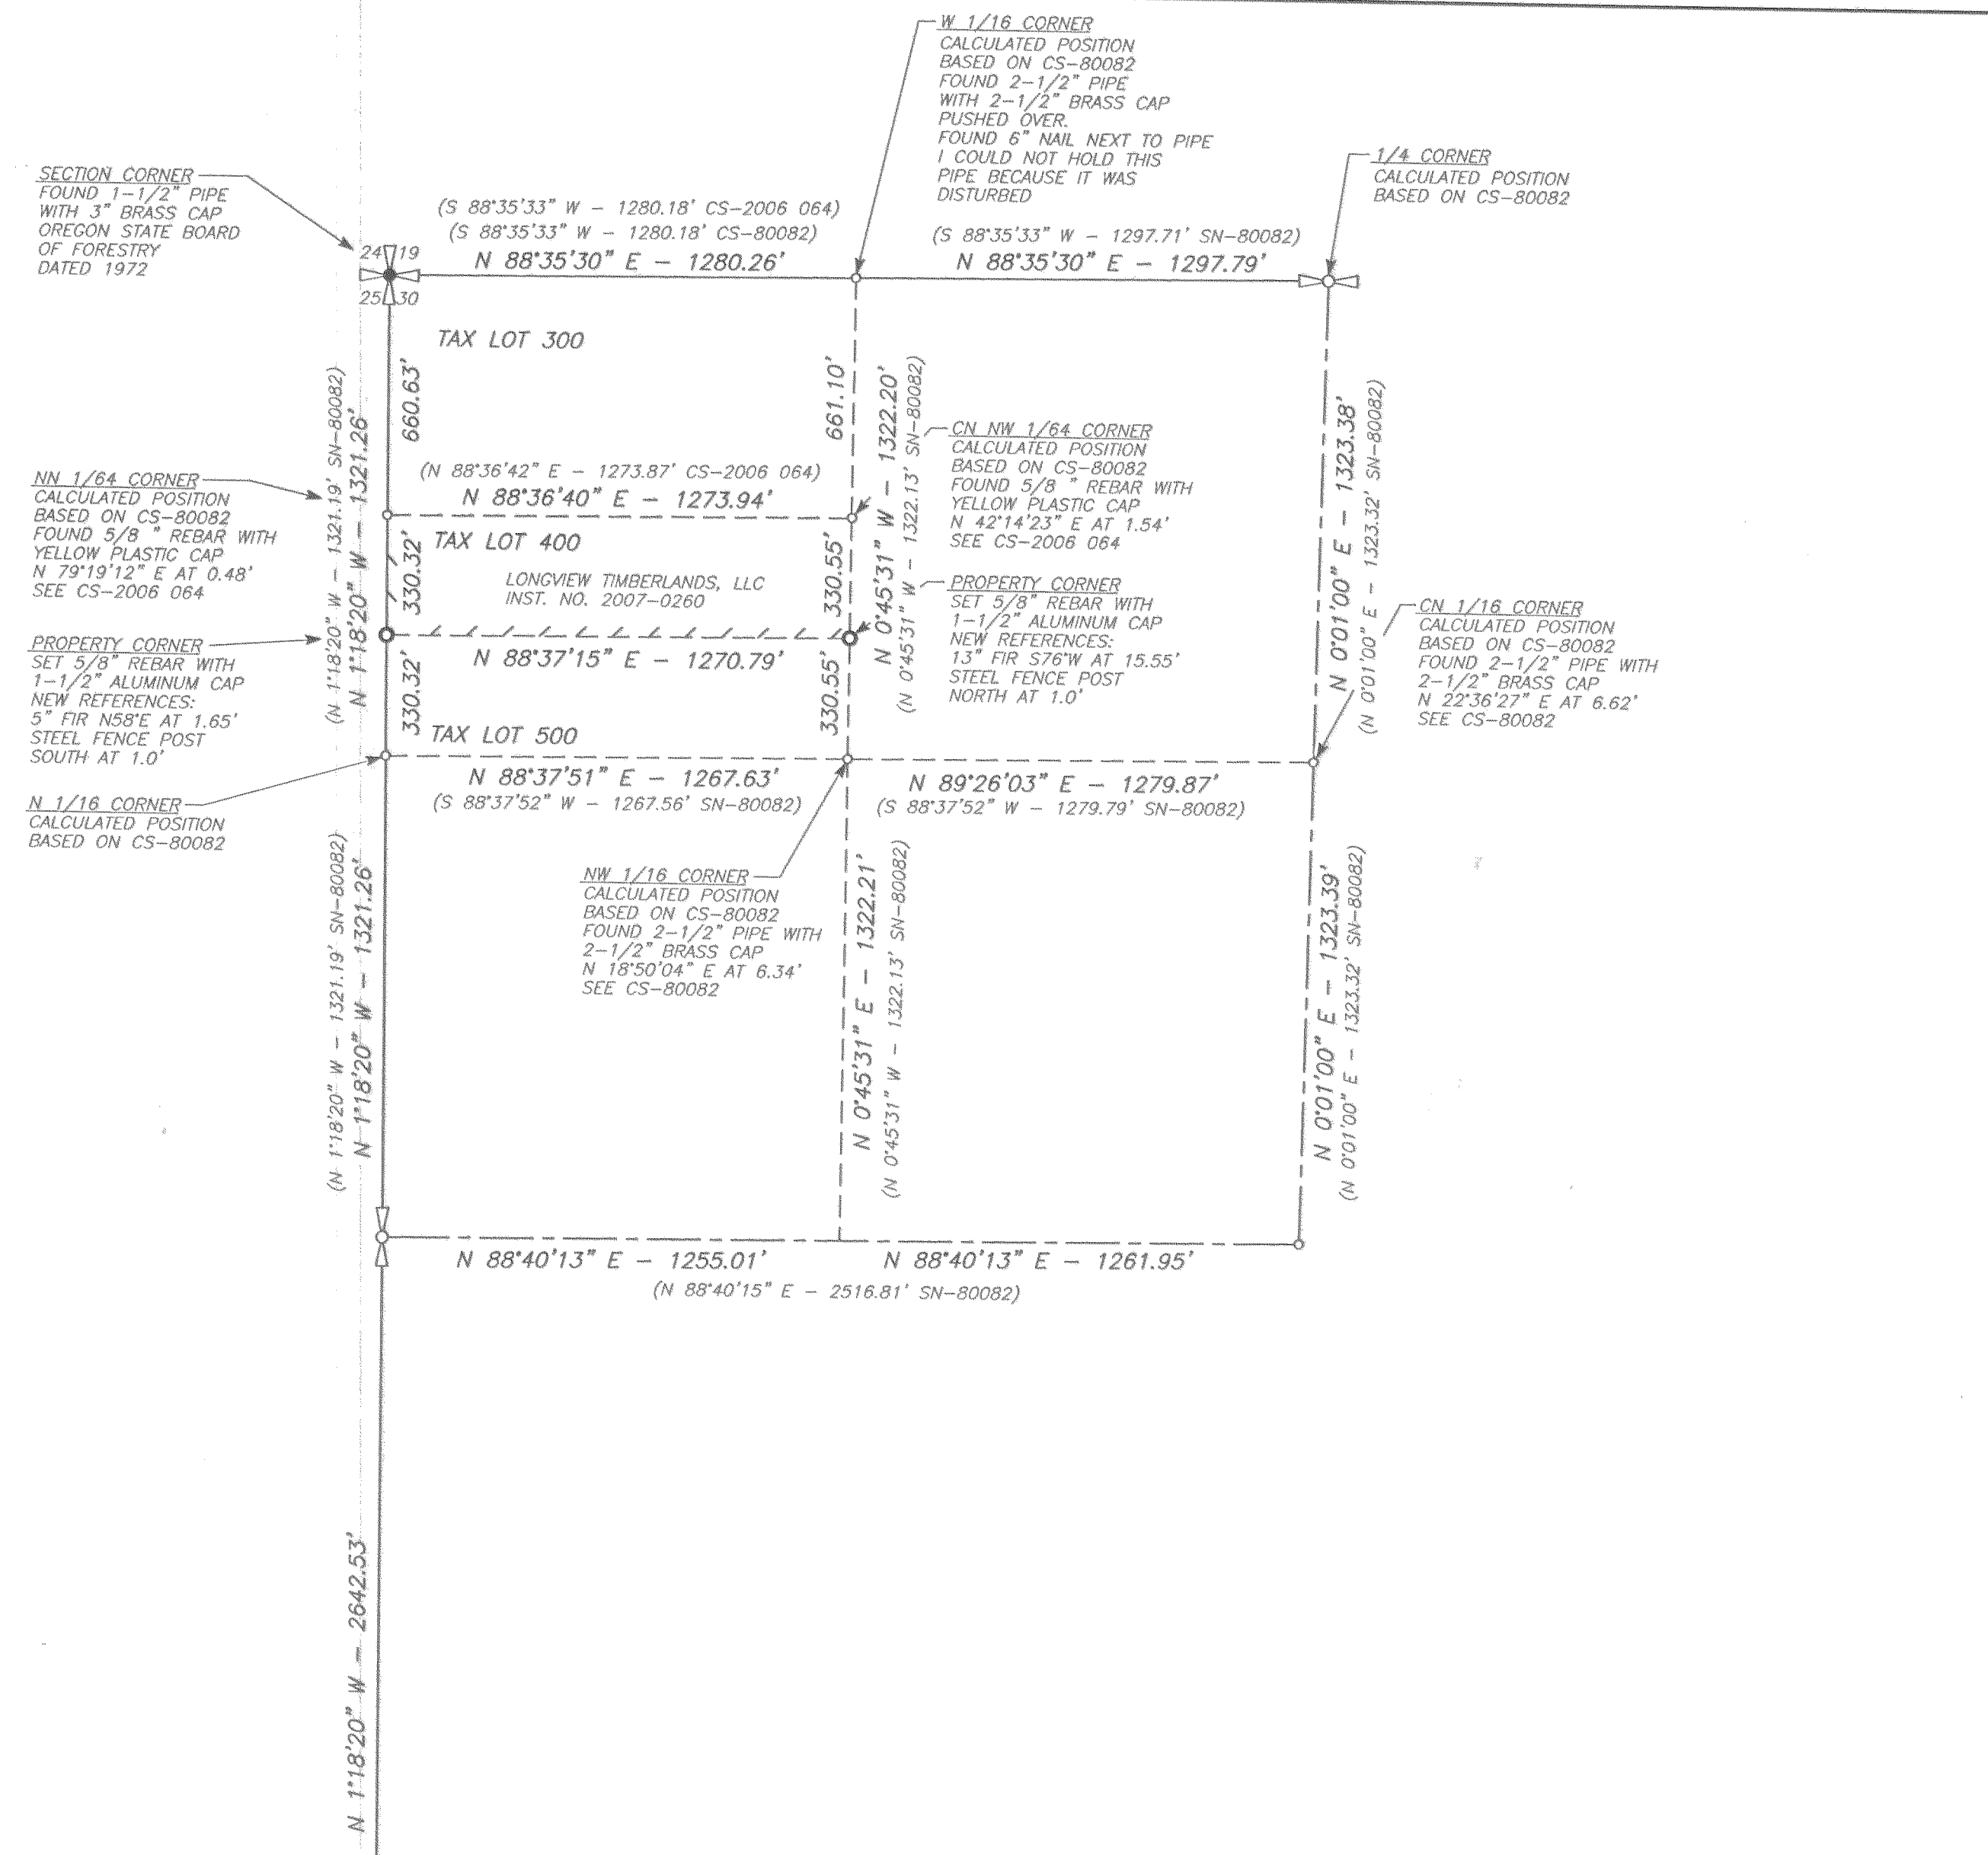 W 1/16 CORNER
CALCULATED POSITION
BASED ON CS-80082
FOUND 2-1/2" PIPE
WITH 2-1/2" BRASS CAP
PUSHED OVER.
FOUND 6" NAIL NEXT TO PIPE
I COULD NOT HOLD THIS
PIPE BECAUSE IT WAS
DISTURBED
1/4 CORNER
CALCULATED POSITION
BASED ON CS-80082
SECTION CORNER
FOUND 1-1/2" PIPE
WITH 3" BRASS CAP
OREGON STATE BOARD
OF FORESTRY
DATED 1972
(S 88°35'33" W - 1280.18' CS-2006 064)
(S 88°35'33" W - 1280.18' CS-80082)
N 88°35'30" E - 1280.26'
(S 88°35'33" W - 1297.71' SN-80082)
N 88°35'30" E - 1297.79'
24 19
25 30
TAX LOT 300
660.63'
661.10'
(N 1°18'20" W - 1321.19' SN-80082)
N 1°18'20" W - 1321.26'
N 0°45'31" W - 1322.20'
(N 0°45'31" W - 1322.13' SN-80082)
N 0°01'00" E - 1323.38'
(N 0°01'00" E - 1323.32' SN-80082)
NN 1/64 CORNER
CALCULATED POSITION
BASED ON CS-80082
FOUND 5/8 " REBAR WITH
YELLOW PLASTIC CAP
N 79°19'12" E AT 0.48'
SEE CS-2006 064
(N 88°36'42" E - 1273.87' CS-2006 064)
N 88°36'40" E - 1273.94'
CN NW 1/64 CORNER
CALCULATED POSITION
BASED ON CS-80082
FOUND 5/8 " REBAR WITH
YELLOW PLASTIC CAP
N 42°14'23" E AT 1.54'
SEE CS-2006 064
TAX LOT 400
330.32'
330.55'
LONGVIEW TIMBERLANDS, LLC
INST. NO. 2007-0260
PROPERTY CORNER
SET 5/8" REBAR WITH
1-1/2" ALUMINUM CAP
NEW REFERENCES:
13" FIR S76°W AT 15.55'
STEEL FENCE POST
NORTH AT 1.0'
PROPERTY CORNER
SET 5/8" REBAR WITH
1-1/2" ALUMINUM CAP
NEW REFERENCES:
5" FIR N58°E AT 1.65'
STEEL FENCE POST
SOUTH AT 1.0'
N 88°37'15" E - 1270.79'
330.32'
330.55'
TAX LOT 500
CN 1/16 CORNER
CALCULATED POSITION
BASED ON CS-80082
FOUND 2-1/2" PIPE WITH
2-1/2" BRASS CAP
N 22°36'27" E AT 6.62'
SEE CS-80082
N 88°37'51" E - 1267.63'
(S 88°37'52" W - 1267.56' SN-80082)
N 89°26'03" E - 1279.87'
(S 88°37'52" W - 1279.79' SN-80082)
N 1/16 CORNER
CALCULATED POSITION
BASED ON CS-80082
NW 1/16 CORNER
CALCULATED POSITION
BASED ON CS-80082
FOUND 2-1/2" PIPE WITH
2-1/2" BRASS CAP
N 18°50'04" E AT 6.34'
SEE CS-80082
(N 1°18'20" W - 1321.19' SN-80082)
N 1°18'20" W - 1321.26'
N 0°45'31" E - 1322.21'
(N 0°45'31" W - 1322.13' SN-80082)
N 0°01'00" E - 1323.39'
(N 0°01'00" E - 1323.32' SN-80082)
N 88°40'13" E - 1255.01'
N 88°40'13" E - 1261.95'
(N 88°40'15" E - 2516.81' SN-80082)
N 1°18'20" W - 2642.53'